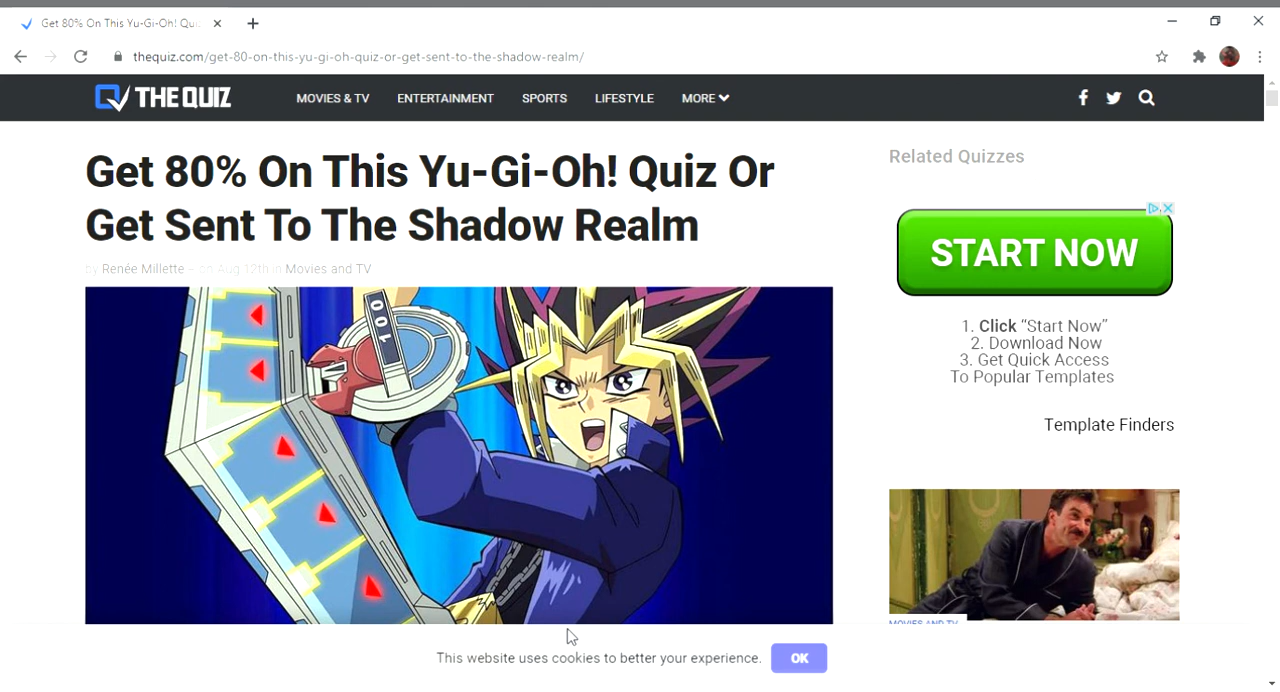 Get 80% On This Yu-Gi-Oh! Qui
thequiz.com/get-80-on-this-yu-gi-oh-quiz-or-get-sent-to-the-shadow-realm/
THE QUIZ
MOVIES & TV
ENTERTAINMENT
SPORTS
LIFESTYLE
MORE
Get 80% On This Yu-Gi-Oh! Quiz Or
Get Sent To The Shadow Realm
by Renée Millette – on Aug 12th in Movies and TV
100
Related Quizzes
START NOW
1. Click “Start Now”
2. Download Now
3. Get Quick Access
To Popular Templates
Template Finders
MOVIES AND TV
This website uses cookies to better your experience.
OK